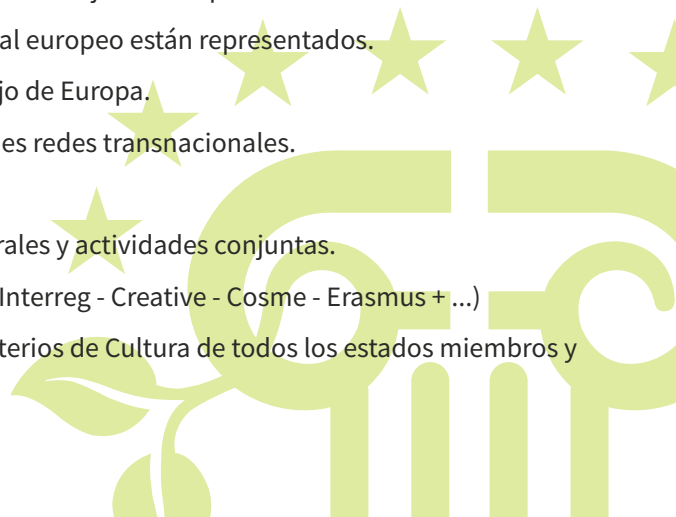 al europeo están representados.
jo de Europa.
es redes transnacionales.
rales y actividades conjuntas.
Interreg - Creative - Cosme - Erasmus + ...)
terios de Cultura de todos los estados miembros y